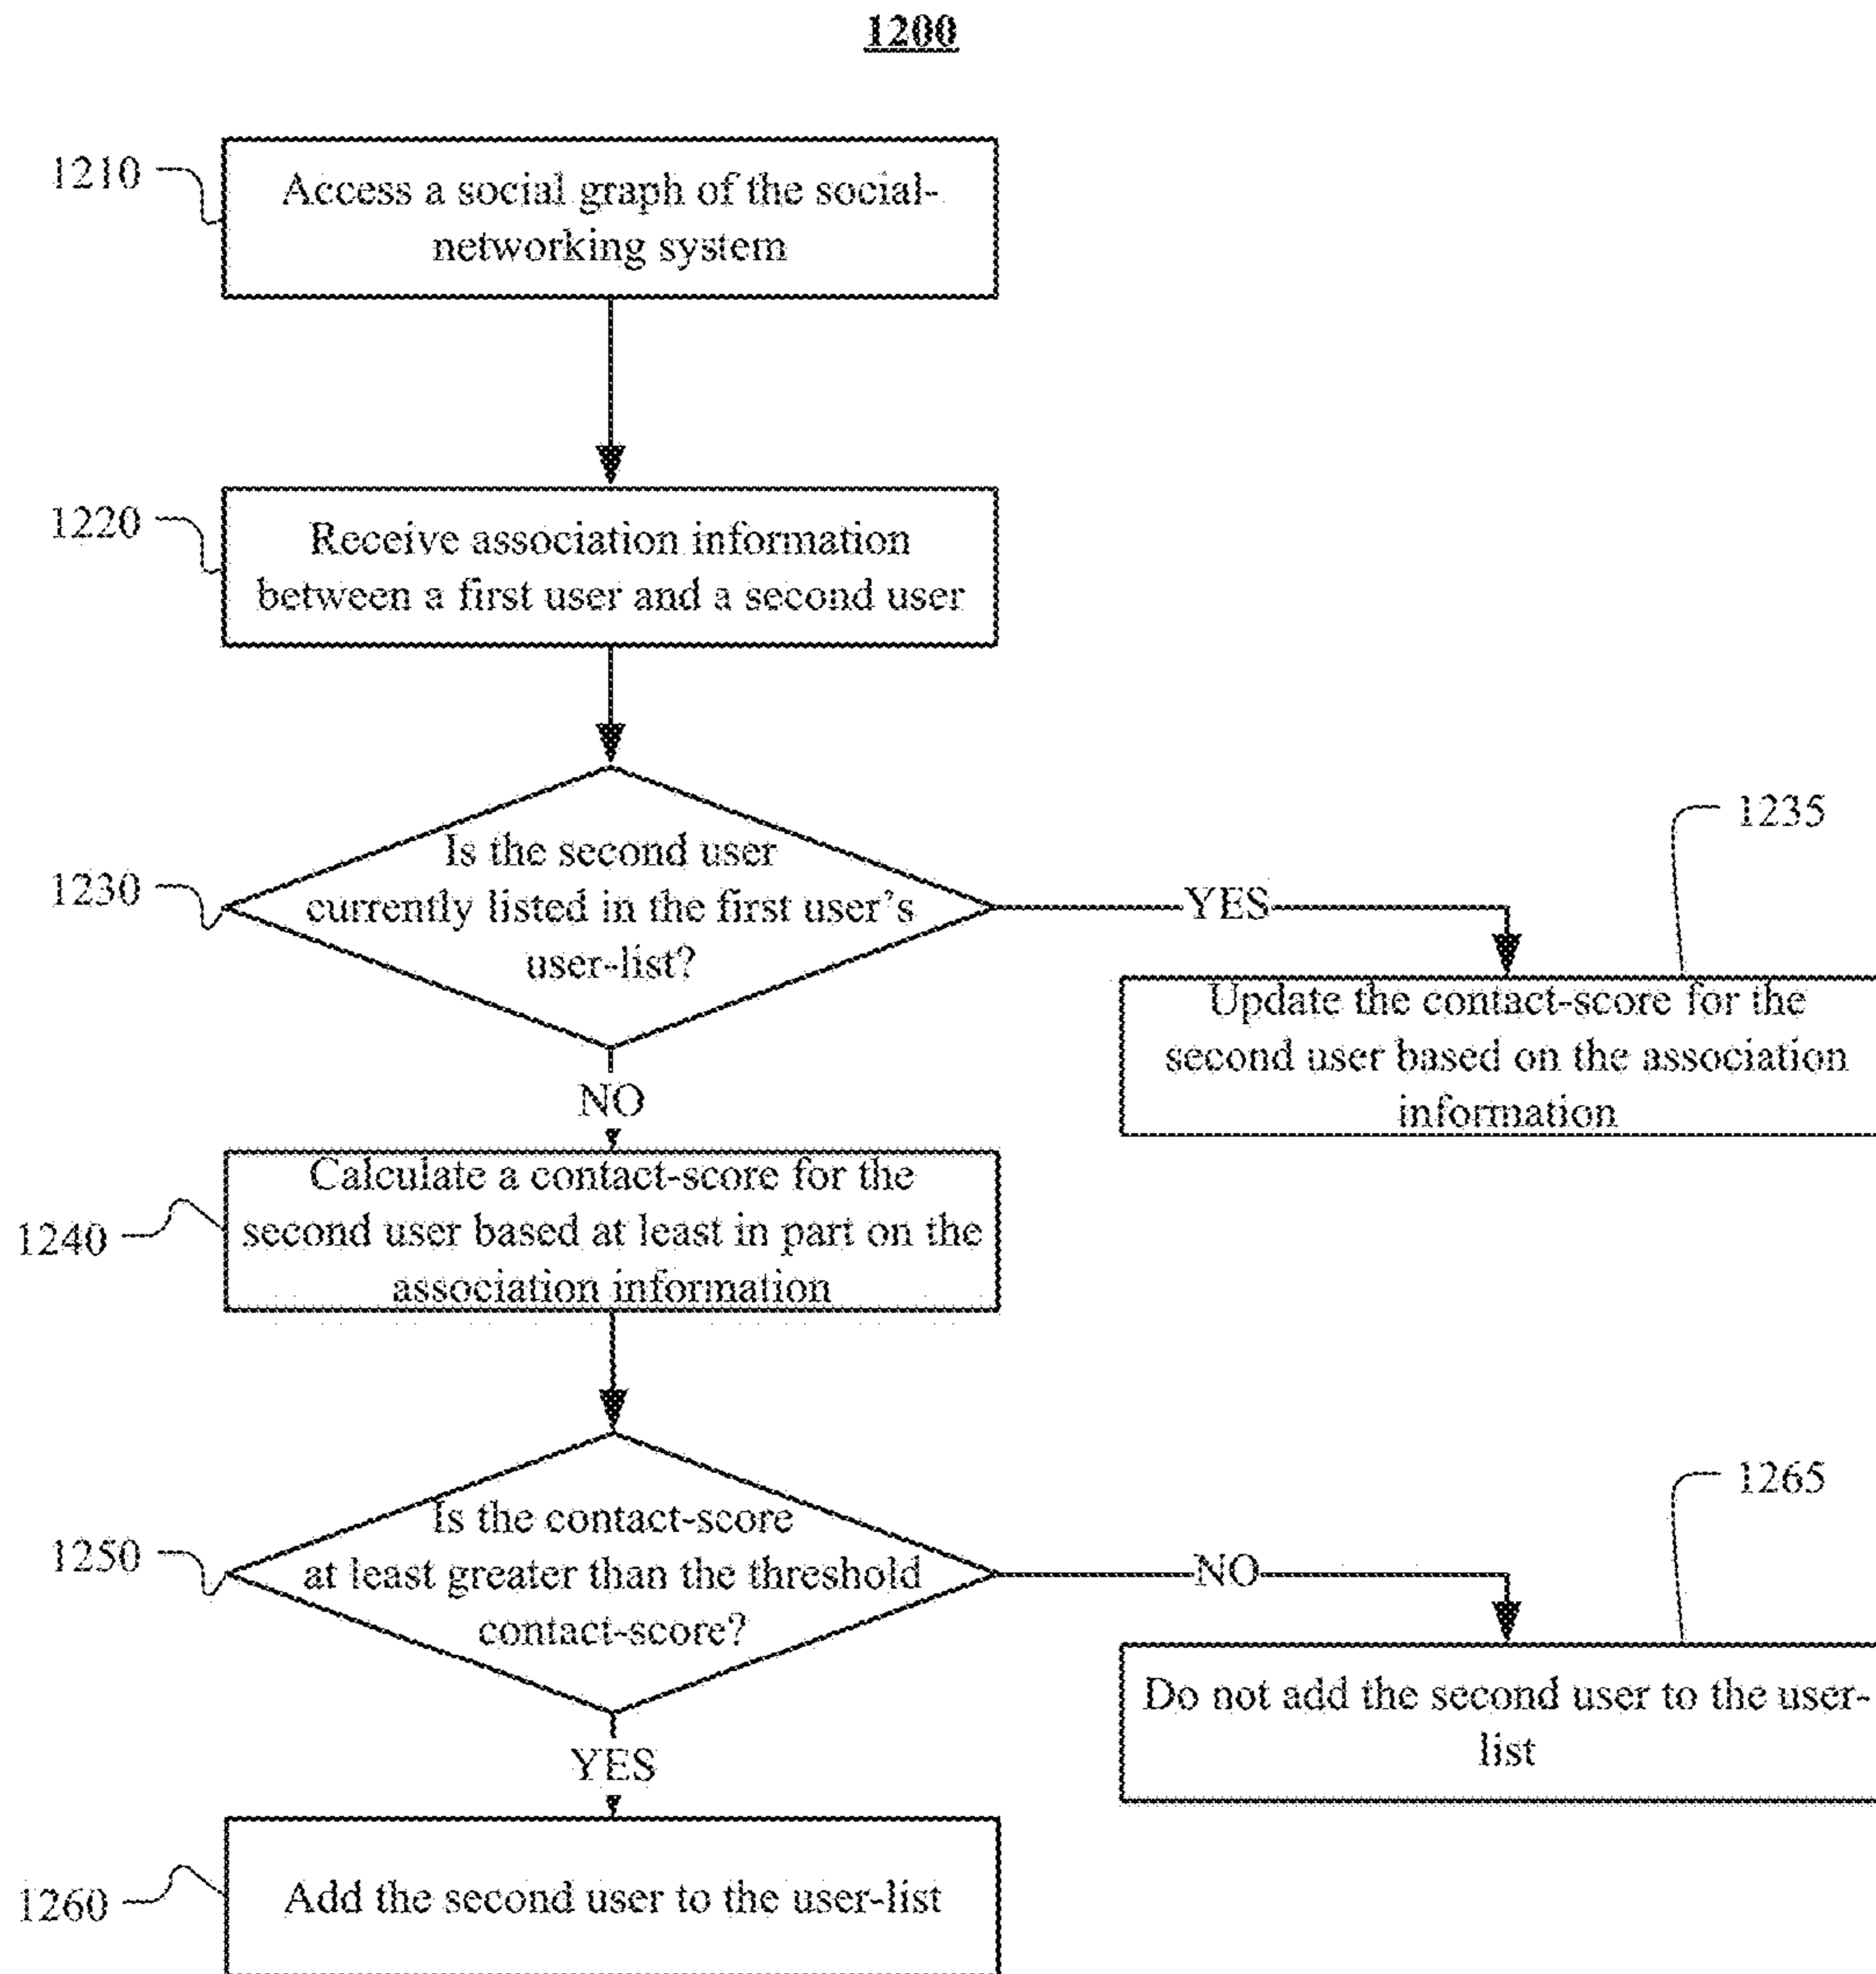 1200
1210
Access a social graph of the social-
networking system
1220
Receive association information
between a first user and a second user
1230
Is the second user
currently listed in the first user's
user-list?
YES
1235
Update the contact-score for the
second user based on the association
information
NO
1240
Calculate a contact-score for the
second user based at least in part on the
association information
1250
Is the contact-score
at least greater than the threshold
contact-score?
NO
1265
Do not add the second user to the user-
list
YES
1260
Add the second user to the user-list